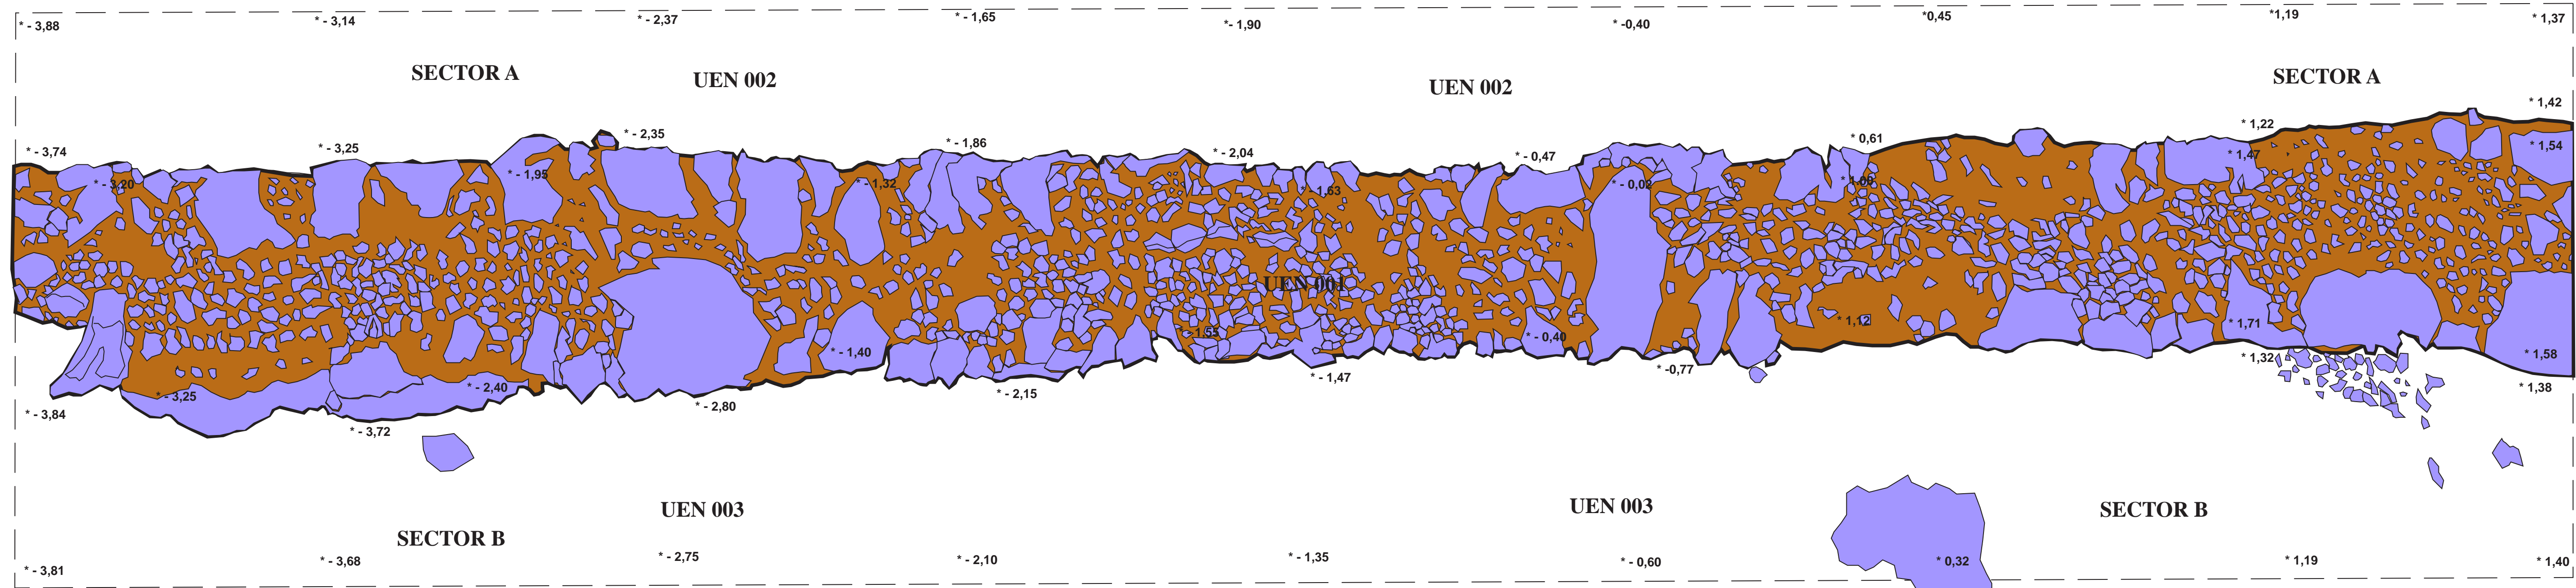 * - 3,88
* - 3,14
* - 2,37
* - 1,65
*- 1,90
* -0,40
*0,45
*1,19
* 1,37
SECTOR A
UEN 002
UEN 002
SECTOR A
* 1,42
* - 3,74
* - 3,25
* - 2,35
* - 1,86
* - 2,04
* - 0,47
* 0,61
* 1,22
* - 3,20
* - 1,95
* - 1,32
* - 1,63
* - 0,02
* 1,09
* 1,47
* 1,54
UEN 001
* - 3,25
* - 2,40
* - 1,40
* - 1,55
* - 0,40
* 1,12
* 1,71
* 1,58
* - 3,84
* - 3,72
* - 2,80
* - 2,15
* - 1,47
* -0,77
* 1,32
* 1,38
UEN 003
UEN 003
SECTOR B
SECTOR B
* - 3,81
* - 3,68
* - 2,75
* - 2,10
* - 1,35
* - 0,60
* 0,32
* 1,19
* 1,40